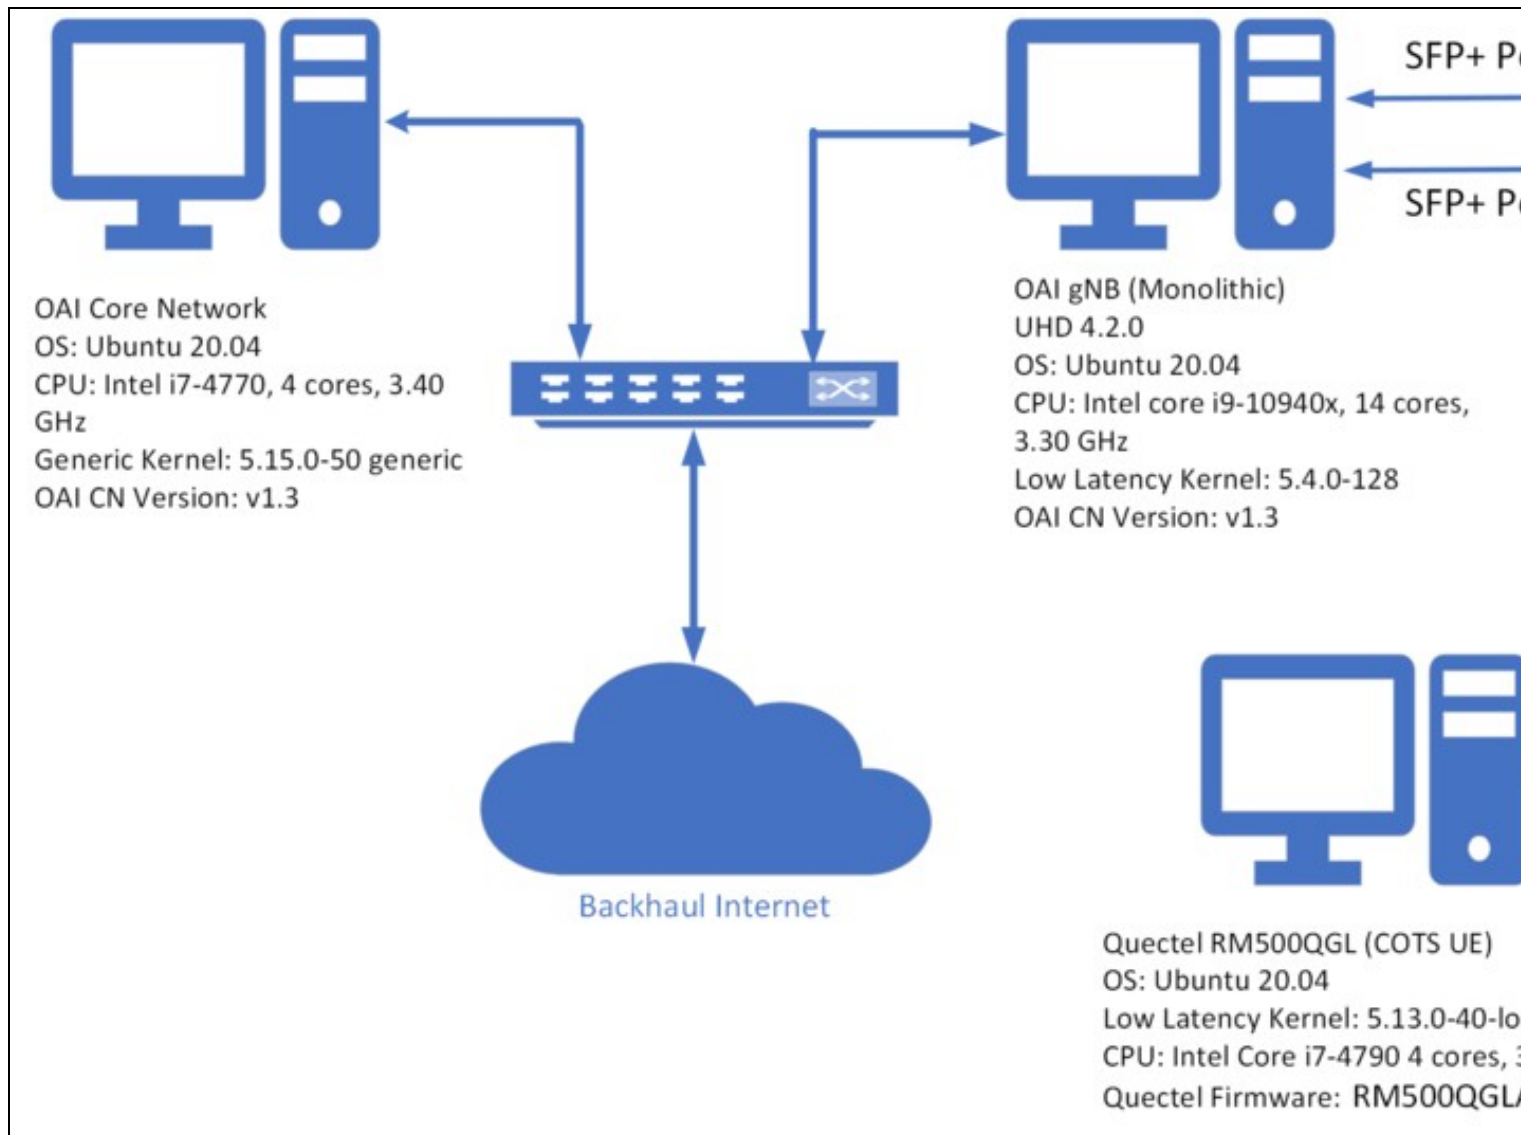 SFP+
SFP+
OAI Core Network
OS: Ubuntu 20.04
CPU: Intel i7-4770, 4 cores, 3.40
GHz
Generic Kernel: 5.15.0-50 generic
OAI CN Version: v1.3
OAI gNB (Monolithic)
UHD 4.2.0
OS: Ubuntu 20.04
CPU: Intel core i9-10940x, 14 cores,
3.30 GHz
Low Latency Kernel: 5.4.0-128
OAI CN Version: v1.3
Backhaul Internet
Quectel RM500QGL (COTS UE)
OS: Ubuntu 20.04
Low Latency Kernel: 5.13.0-40-lo
CPU: Intel Core i7-4790 4 cores,
Quectel Firmware: RM500QGL